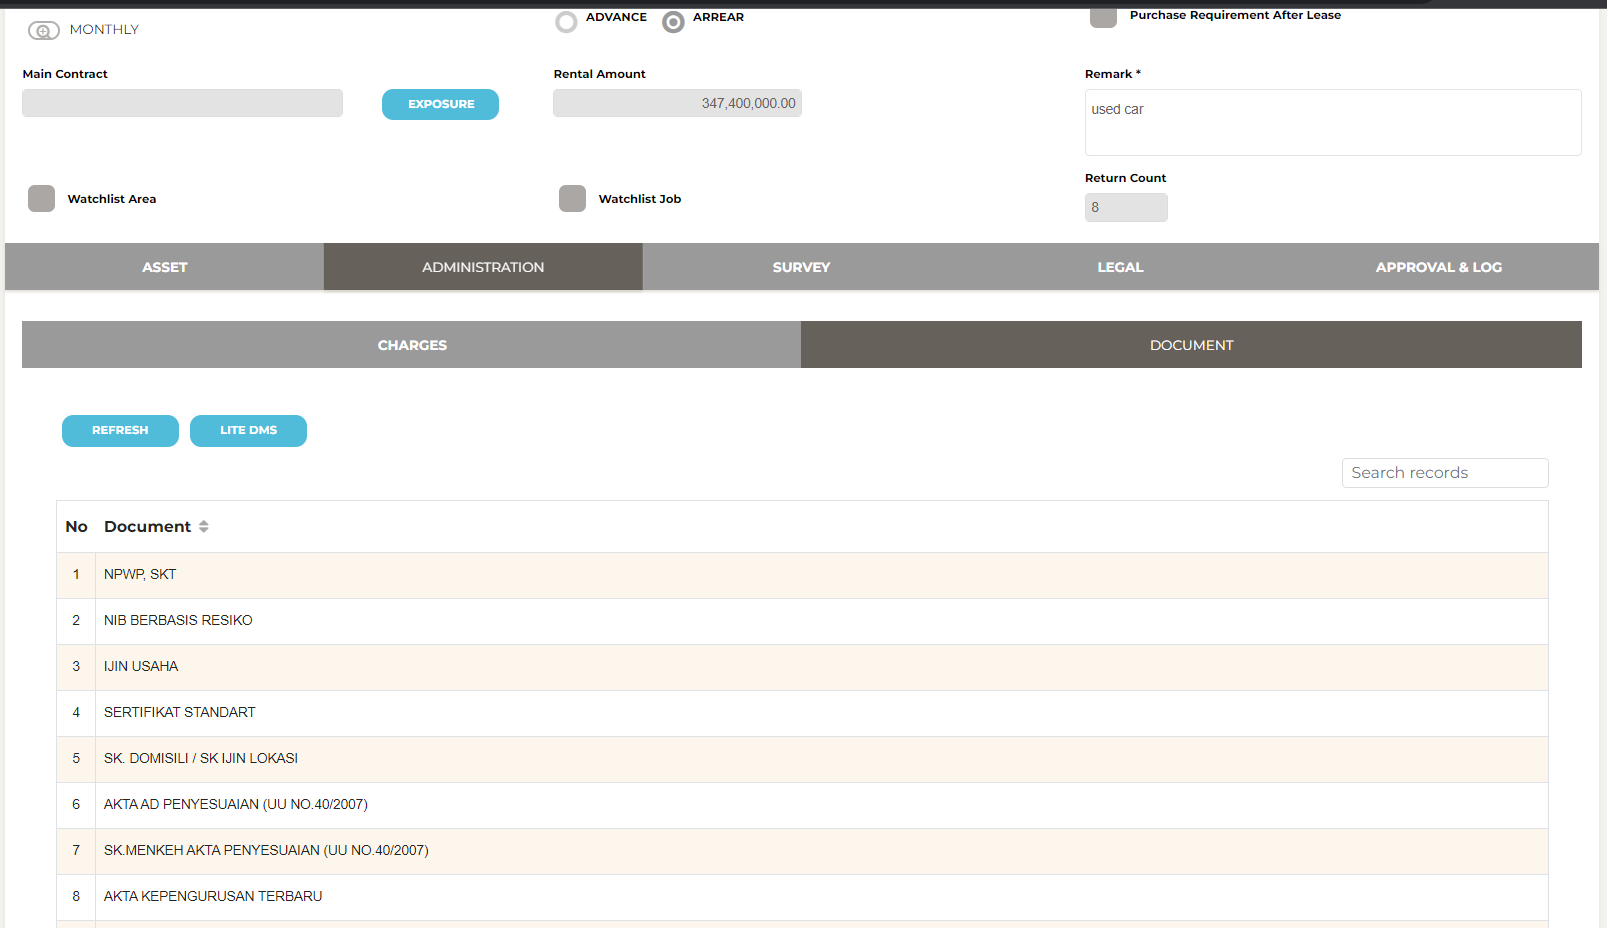 MONTHLY
ADVANCE
ARREAR
Purchase Requirement After Lease
Main Contract
EXPOSURE
Rental Amount
347,400,000.00
Remark *
used car
Watchlist Area
Watchlist Job
Return Count
8
ASSET
ADMINISTRATION
SURVEY
LEGAL
APPROVAL & LOG
CHARGES
DOCUMENT
REFRESH
LITE DMS
Search records
No Document
1 NPWP, SKT
2 NIB BERBASIS RESIKO
3 IJIN USAHA
4 SERTIFIKAT STANDART
5 SK. DOMISILI / SK IJIN LOKASI
6 AKTA AD PENYESUAIAN (UU NO.40/2007)
7 SK.MENKEH AKTA PENYESUAIAN (UU NO.40/2007)
8 AKTA KEPENGURUSAN TERBARU